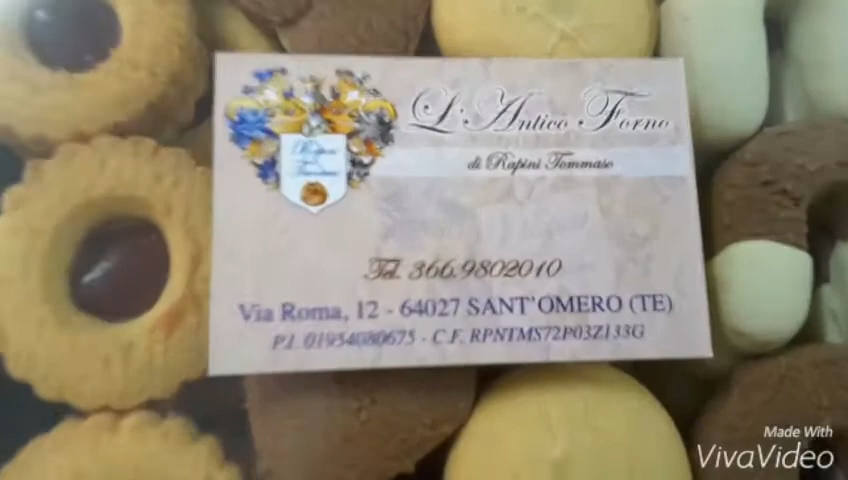 L'Antico Forno
di Rapini Tommaso
Tel. 366.9802010
Via Roma, 12 - 64027 SANT'OMERO (TE)
P.I. 01954080675 - C.F. RPNTMS72P03Z133G
Made With
VivaVideo